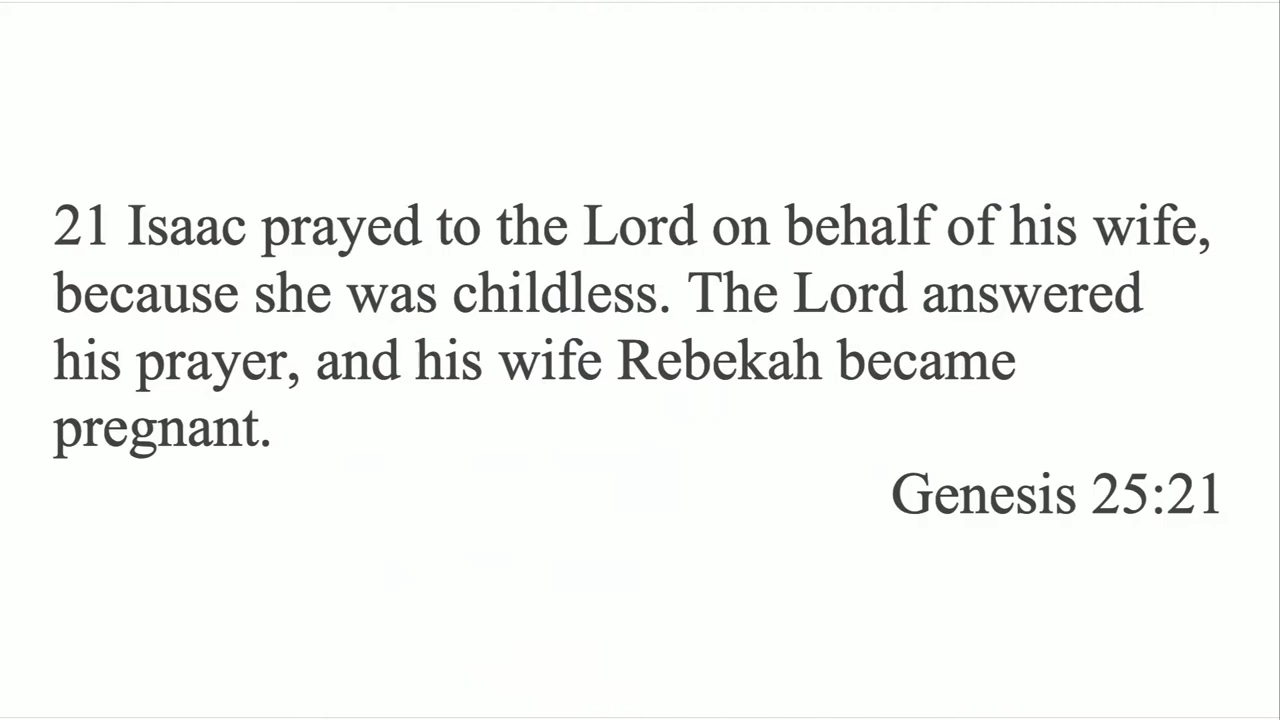 21 Isaac prayed to the Lord on behalf of his wife,
because she was childless. The Lord answered
his prayer, and his wife Rebekah became
pregnant.
Genesis 25:21